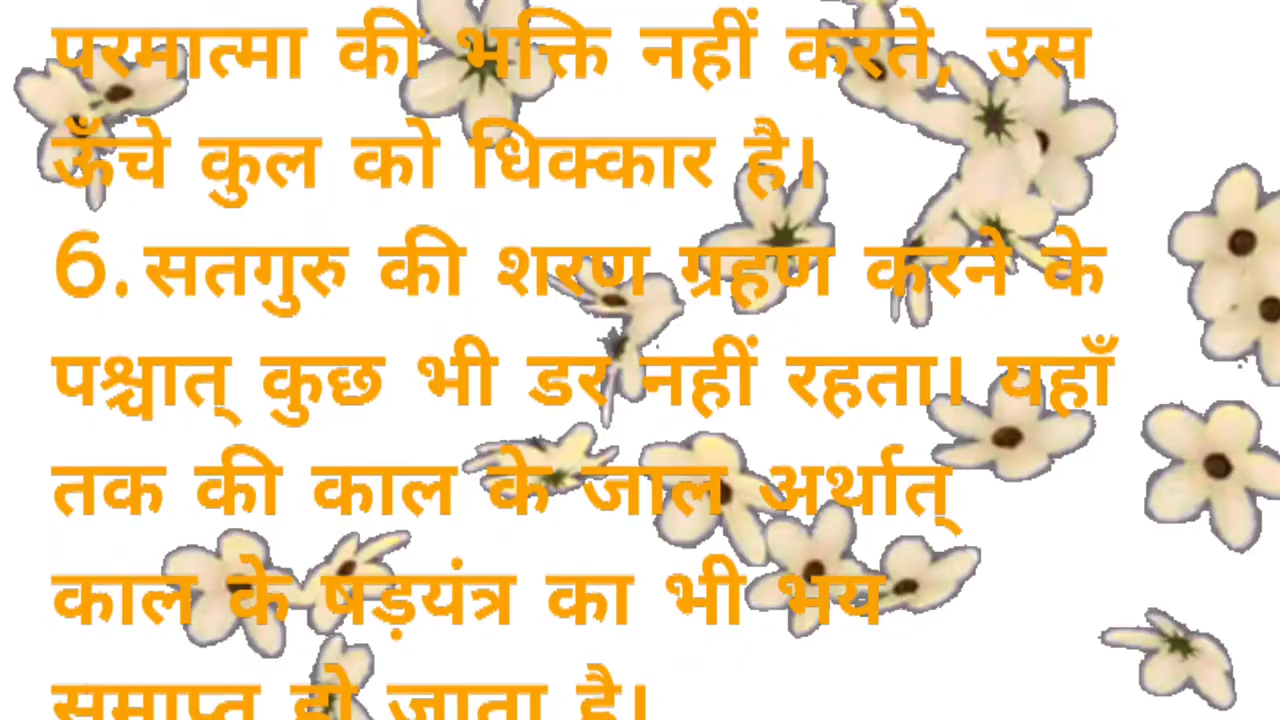 परमात्मा की भक्ति नहीं करते, उस
ऊँचे कुल को धिक्कार है।
6. सतगुरु की शरण ग्रहण करने के
पश्चात् कुछ भी डर नहीं रहता। यहाँ
तक की काल के जाल अर्थात्
काल के षड़यंत्र का भी भय
समाप्त हो जाता है।